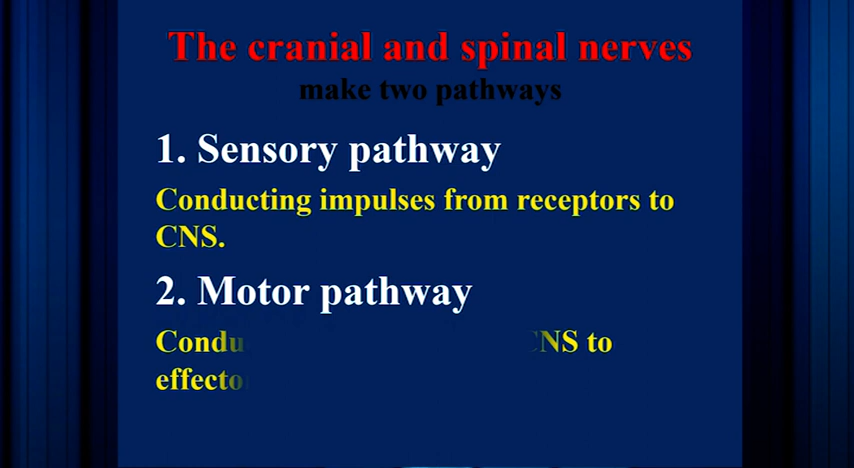 The cranial and spinal nerves
make two pathways
1. Sensory pathway
Conducting impulses from receptors to
CNS.
2. Motor pathway
Condu CNS to
effecto